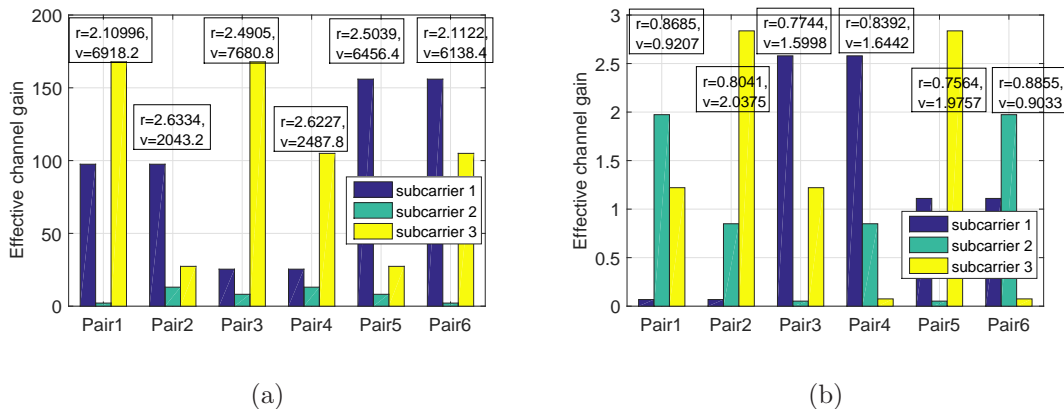 200
150
100
50
0
Effective channel gain
r=2.10996,
v=6918.2
r=2.6334,
v=2043.2
r=2.4905,
v=7680.8
r=2.6227,
v=2487.8
r=2.5039,
v=6456.4
r=2.1122,
v=6138.4
subcarrier 1
subcarrier 2
subcarrier 3
Pair1 Pair2 Pair3 Pair4 Pair5 Pair6
(a)
3
2.5
2
1.5
1
0.5
0
Effective channel gain
r=0.8685,
v=0.9207
r=0.8041,
v=2.0375
r=0.7744,
v=1.5998
r=0.8392,
v=1.6442
r=0.7564,
v=1.9757
r=0.8855,
v=0.9033
subcarrier 1
subcarrier 2
subcarrier 3
Pair1 Pair2 Pair3 Pair4 Pair5 Pair6
(b)